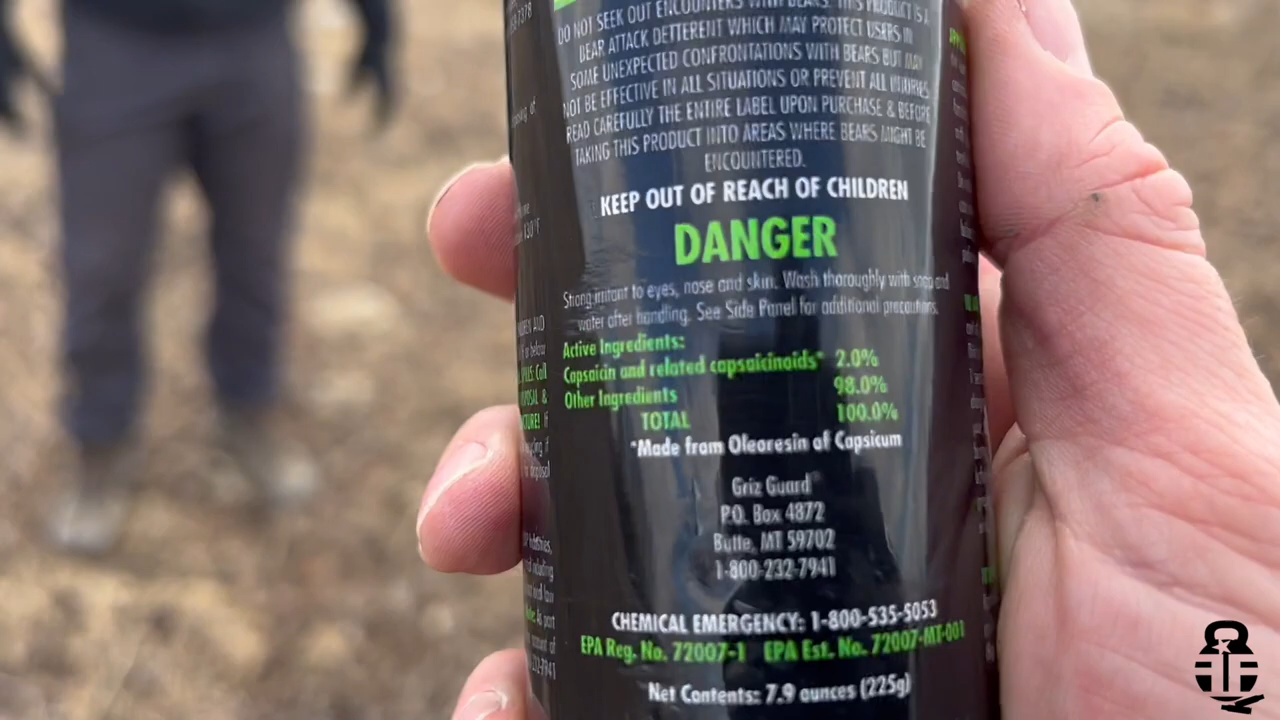 DO NOT SEEK OUT ENCOUNTERS WITH BEARS. THIS PRODUCT IS A
BEAR ATTACK DETTERENT WHICH MAY PROTECT USERS IN
SOME UNEXPECTED CONFRONTATIONS WITH BEARS BUT MAY
NOT BE EFFECTIVE IN ALL SITUATIONS OR PREVENT ALL INJURIES.
READ CAREFULLY THE ENTIRE LABEL UPON PURCHASE & BEFORE
TAKING THIS PRODUCT INTO AREAS WHERE BEARS MIGHT BE
ENCOUNTERED.
KEEP OUT OF REACH OF CHILDREN
DANGER
Strong irritant to eyes, nose and skin. Wash thoroughly with soap and
water after handling. See Side Panel for additional precautions.
Active Ingredients:
Capsaicin and related capsaicinoids* 2.0%
Other Ingredients 98.0%
TOTAL 100.0%
*Made from Oleoresin of Capsicum
Griz Guard®
P.O. Box 4872
Butte, MT 59702
1-800-232-7941
CHEMICAL EMERGENCY: 1-800-535-5053
EPA Reg. No. 72007-1 EPA Est. No. 72007-MT-001
Net Contents: 7.9 ounces (225g)